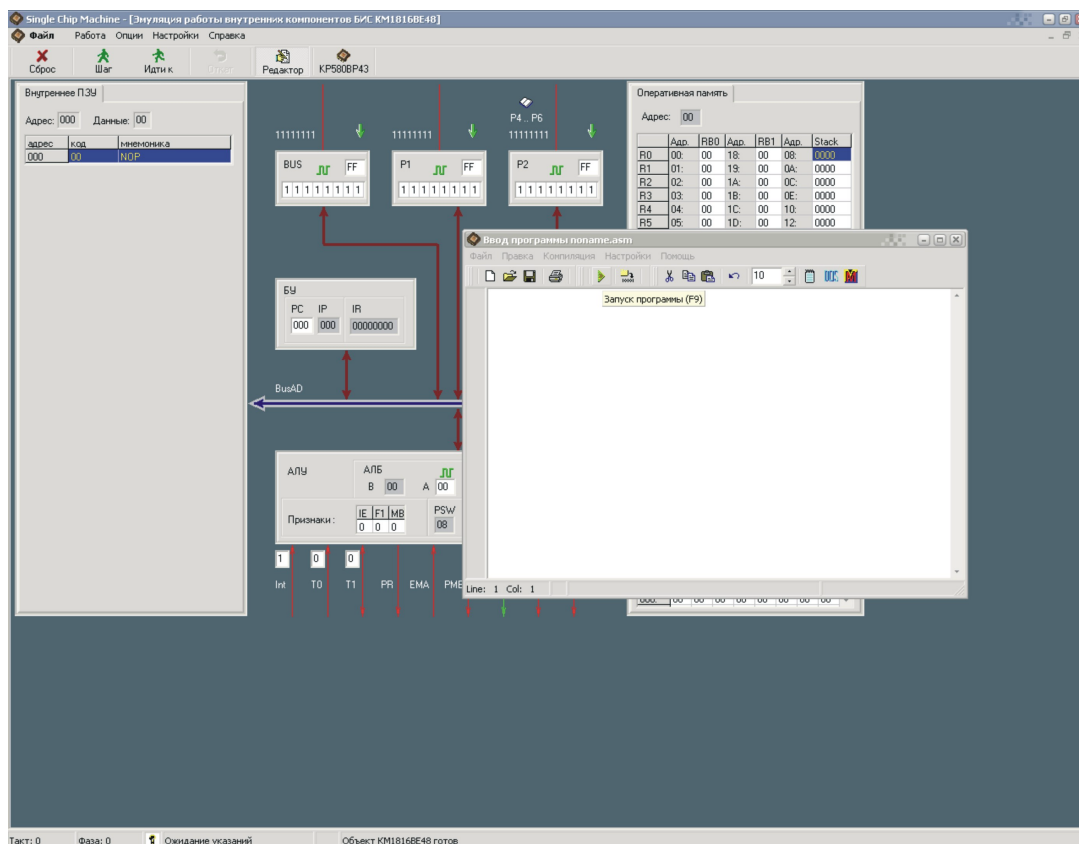 Single Chip Machine - [Эмуляция работы внутренних компонентов БИС КМ1816ВЕ48]
Файл Работа Опции Настройки Справка
Сброс Шаг Идти к Редактор КР580ВР43
Внутреннее ПЗУ
Адрес: 000 Данные: 00
адрес код мнемоника
000 00 NOP
P4 .. P6
11111111 11111111 11111111
BUS FF P1 FF P2 FF
1 1 1 1 1 1 1 1 1 1 1 1 1 1 1 1 1 1 1 1 1 1 1 1
БУ
PC IP IR
000 000 00000000
BusAD
АЛУ АЛБ
B 00 A 00
Признаки: IE F1 MB PSW
0 0 0 08
1 0 0
Int T0 T1 PR EMA PME
Оперативная память
Адрес: 00
Адр. RB0 Адр. RB1 Адр. Stack
R0 00: 00 18: 00 08: 0000
R1 01: 00 19: 00 0A: 0000
R2 02: 00 1A: 00 0C: 0000
R3 03: 00 1B: 00 0E: 0000
R4 04: 00 1C: 00 10: 0000
R5 05: 00 1D: 00 12: 0000
Ввод программы noname.asm
Файл Правка Компиляция Настройки Помощь
10
Запуск программы (F9)
Line: 1 Col: 1
Такт: 0 Фаза: 0 Ожидание указаний Объект КМ1816ВЕ48 готов